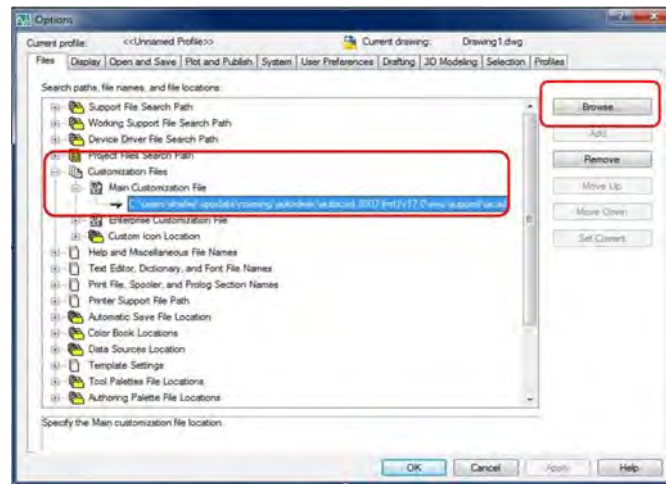 Options
Current profile: <<Unnamed Profile>> Current drawing: Drawing1.dwg
Files Display Open and Save Plot and Publish System User Preferences Drafting 3D Modeling Selection Profiles
Search paths, file names, and file locations:
Support File Search Path
Browse...
Working Support File Search Path
Device Driver File Search Path
Add...
Project Files Search Path
Remove
Customization Files
Main Customization File
Move Up
Enterprise Customization File
Move Down
Custom Icon Location
Set Current
Help and Miscellaneous File Names
Text Editor, Dictionary, and Font File Names
Print File, Spooler, and Prolog Section Names
Printer Support File Path
Automatic Save File Location
Color Book Locations
Data Sources Location
Template Settings
Tool Palettes File Locations
Authoring Palette File Locations
Specify the Main customization file location
OK Cancel Apply Help